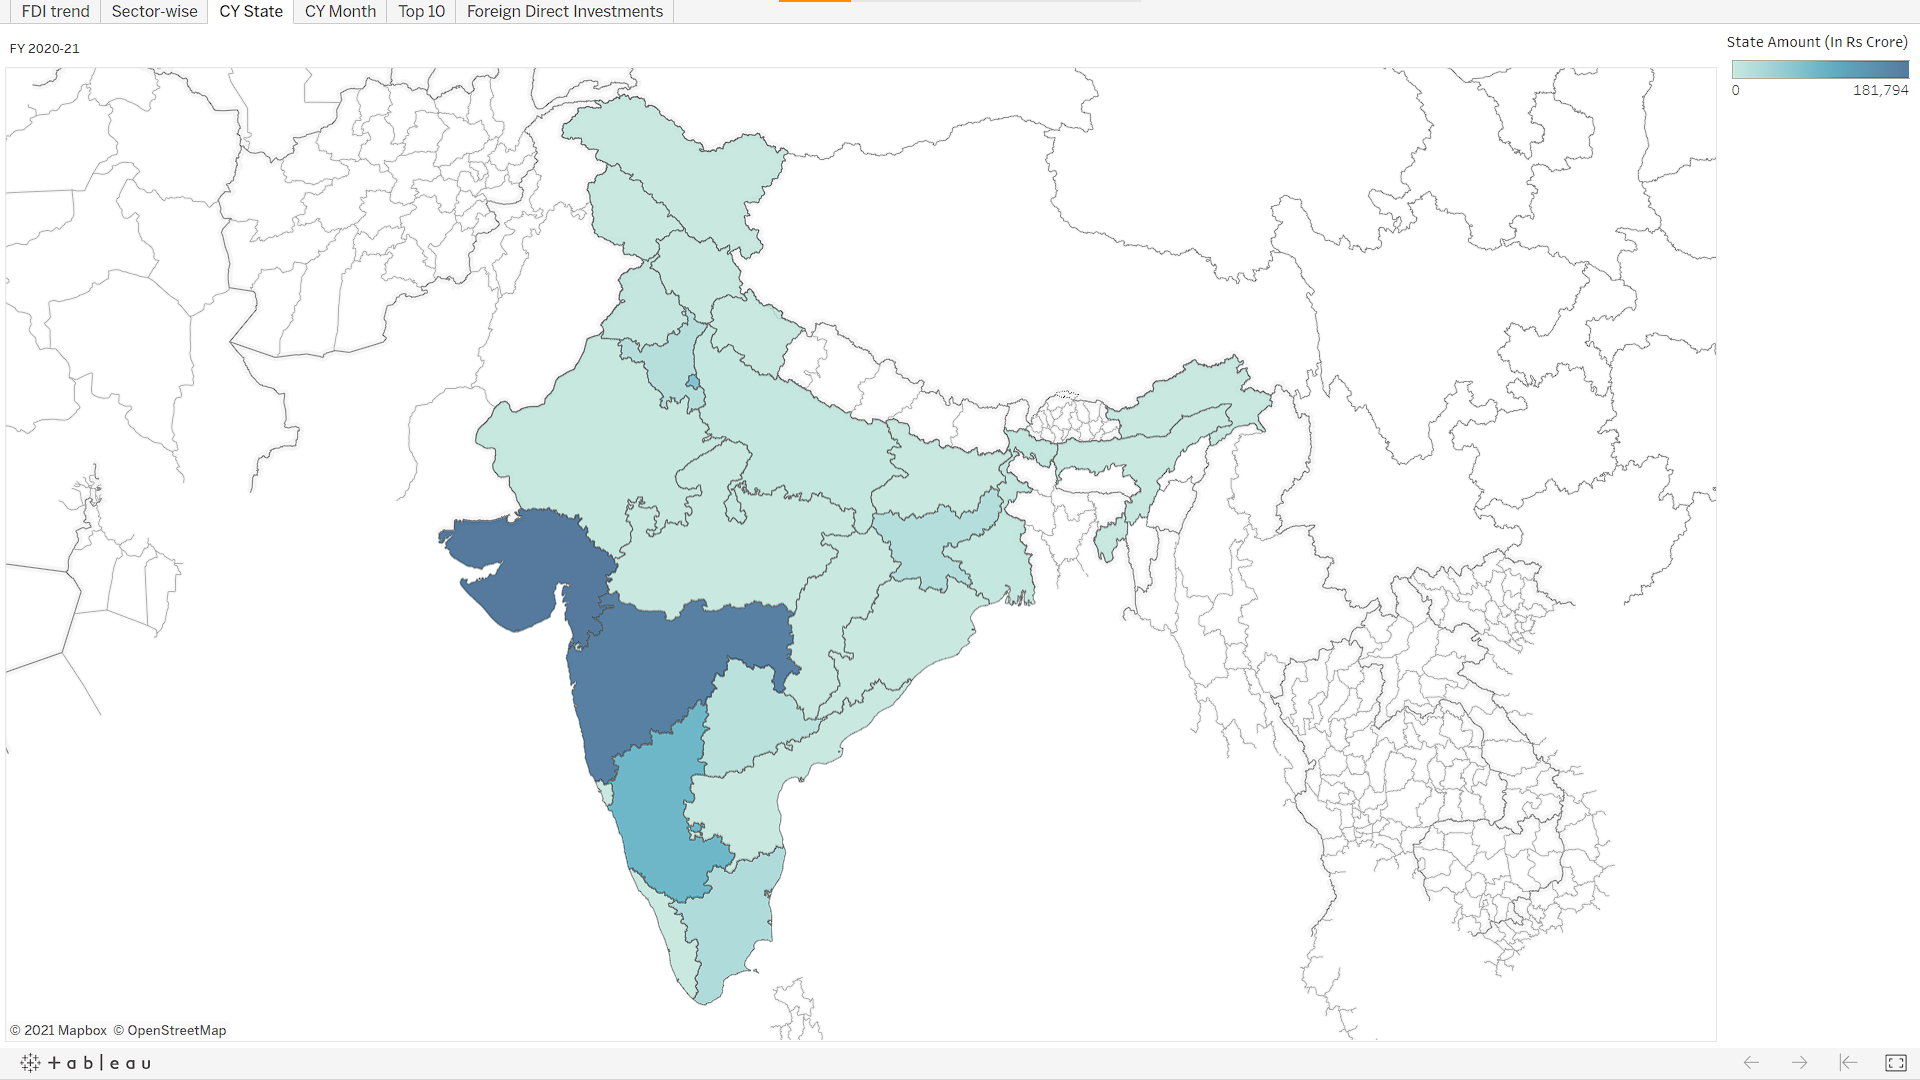 FDI trend
Sector-wise
CY State
CY Month
Top 10
Foreign Direct Investments
FY 2020-21
State Amount (In Rs Crore)
0
181,794
© 2021 Mapbox © OpenStreetMap
+ a b | e a u